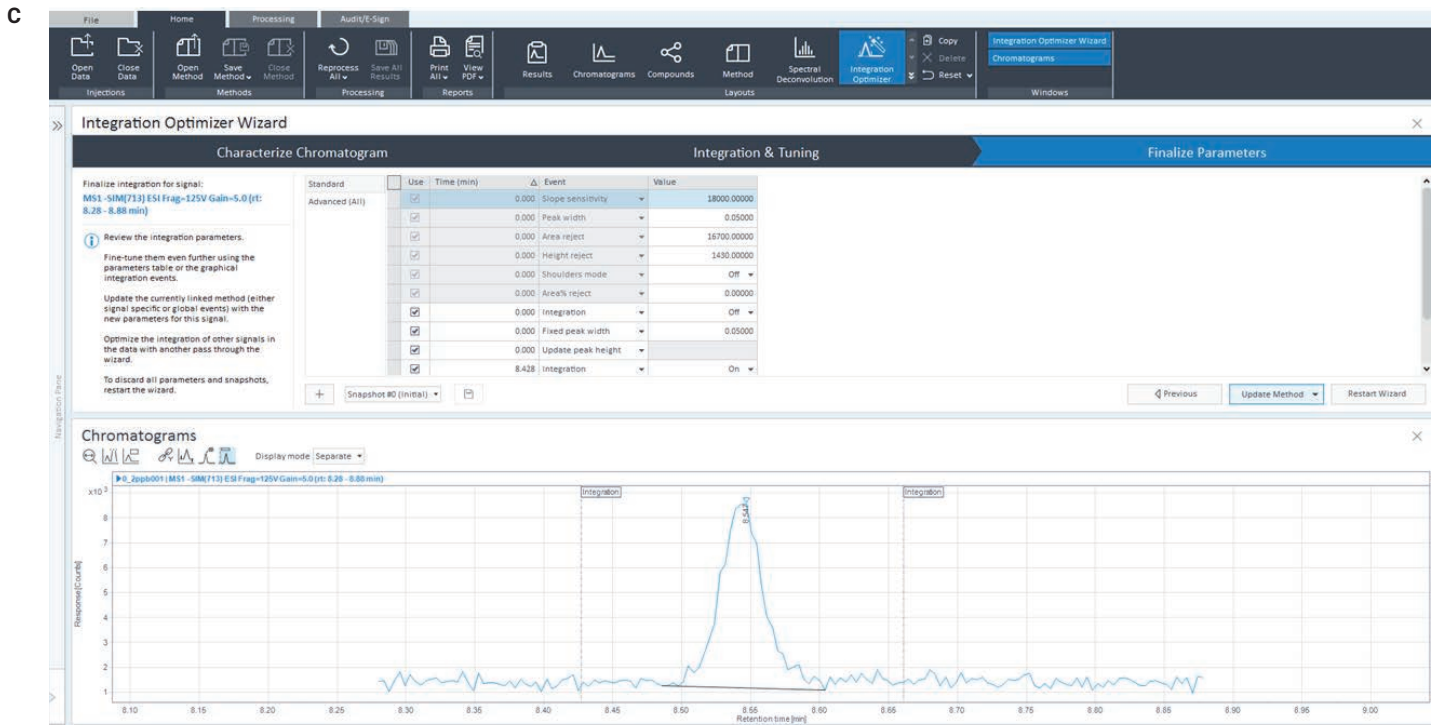 C
File Home Processing Audit/E-Sign
Open Data Close Data Open Method Save Method Close Method Reprocess All Save All Results Print All View PDF Results Chromatograms Compounds Method Spectral Deconvolution Integration Optimizer Copy Delete Reset Integration Optimizer Wizard Chromatograms
Injections Methods Processing Reports Layouts Windows
Integration Optimizer Wizard
Characterize Chromatogram Integration & Tuning Finalize Parameters
Finalize integration for signal:
MS1 -SIM(713) ESI Frag=125V Gain=5.0 (rt:
8.28 - 8.88 min)
Review the integration parameters.
Fine-tune them even further using the
parameters table or the graphical
integration events.
Update the currently linked method (either
signal specific or global events) with the
new parameters for this signal.
Optimize the integration of other signals in
the data with another pass through the
wizard.
To discard all parameters and snapshots,
restart the wizard.
Standard
Advanced (All)
Use Time (min) Δ Event Value
0.000 Slope sensitivity 18000.00000
0.000 Peak width 0.05000
0.000 Area reject 16700.00000
0.000 Height reject 1430.00000
0.000 Shoulders mode Off
0.000 Area% reject 0.00000
0.000 Integration Off
0.000 Fixed peak width 0.05000
0.000 Update peak height
8.428 Integration On
+ Snapshot #0 (Initial) Previous Update Method Restart Wizard
Navigation Pane
Chromatograms
Display mode Separate
0_2ppb001 | MS1 -SIM(713) ESI Frag=125V Gain=5.0 (rt: 8.28 - 8.88 min)
x10 3
Integration Integration
8.547
8
7
6
5
4
3
2
1
Response [Counts]
8.10 8.15 8.20 8.25 8.30 8.35 8.40 8.45 8.50 8.55 8.60 8.65 8.70 8.75 8.80 8.85 8.90 8.95 9.00
Retention time [min]